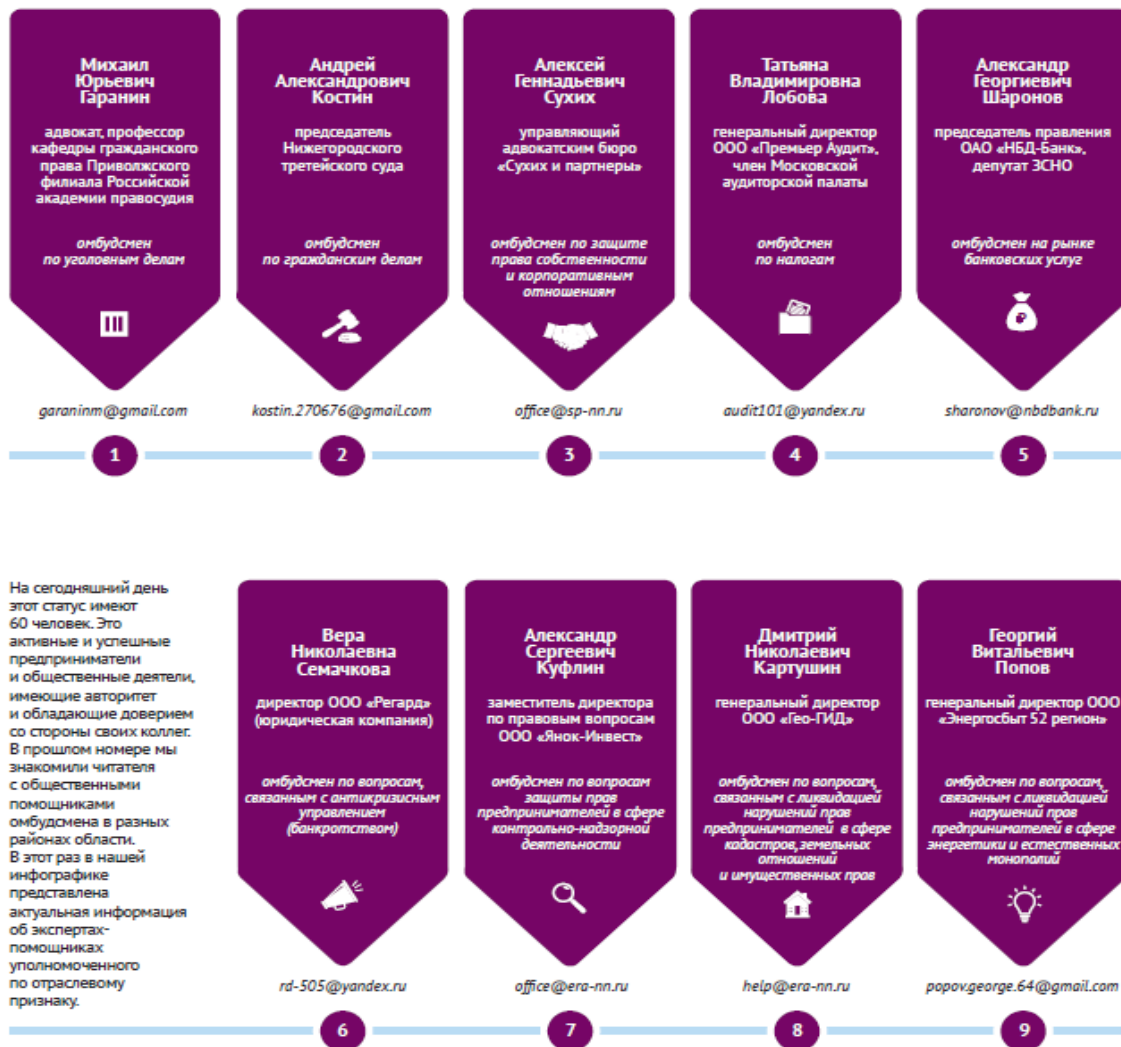 Михаил
Юрьевич
Гаранин
адвокат, профессор
кафедры гражданского
права Приволжского
филиала Российской
академии правосудия
омбудсмен
по уголовным делам
garaninm@gmail.com
1
Андрей
Александрович
Костин
председатель
Нижегородского
третейского суда
омбудсмен
по гражданским делам
kostin.270676@gmail.com
2
Алексей
Геннадьевич
Сухих
управляющий
адвокатским бюро
«Сухих и партнеры»
омбудсмен по защите
права собственности
и корпоративным
отношениям
office@sp-nn.ru
3
Татьяна
Владимировна
Лобова
генеральный директор
ООО «Премьер Аудит»,
член Московской
аудиторской палаты
омбудсмен
по налогам
audit101@yandex.ru
4
Александр
Георгиевич
Шаронов
председатель правления
ОАО «НБД-Банк»,
депутат ЗСНО
омбудсмен на рынке
банковских услуг
sharonov@nbdbank.ru
5
На сегодняшний день
этот статус имеют
60 человек. Это
активные и успешные
предприниматели
и общественные деятели,
имеющие авторитет
и обладающие доверием
со стороны своих коллег.
В прошлом номере мы
знакомили читателя
с общественными
помощниками
омбудсмена в разных
районах области.
В этот раз в нашей
инфографике
представлена
актуальная информация
об экспертах-
помощниках
уполномоченного
по отраслевому
признаку.
Вера
Николаевна
Семачкова
директор ООО «Регард»
(юридическая компания)
омбудсмен по вопросам,
связанным с антикризисным
управлением
(банкротством)
rd-505@yandex.ru
6
Александр
Сергеевич
Куфлин
заместитель директора
по правовым вопросам
ООО «Янок-Инвест»
омбудсмен по вопросам
защиты прав
предпринимателей в сфере
контрольно-надзорной
деятельности
office@era-nn.ru
7
Дмитрий
Николаевич
Картушин
генеральный директор
ООО «Гео-ГИД»
омбудсмен по вопросам,
связанным с ликвидацией
нарушений прав
предпринимателей в сфере
кадастров, земельных
отношений
и имущественных прав
help@era-nn.ru
8
Георгий
Витальевич
Попов
генеральный директор ООО
«Энергосбыт 52 регион»
омбудсмен по вопросам,
связанным с ликвидацией
нарушений прав
предпринимателей в сфере
энергетики и естественных
монополий
popov.george.64@gmail.com
9